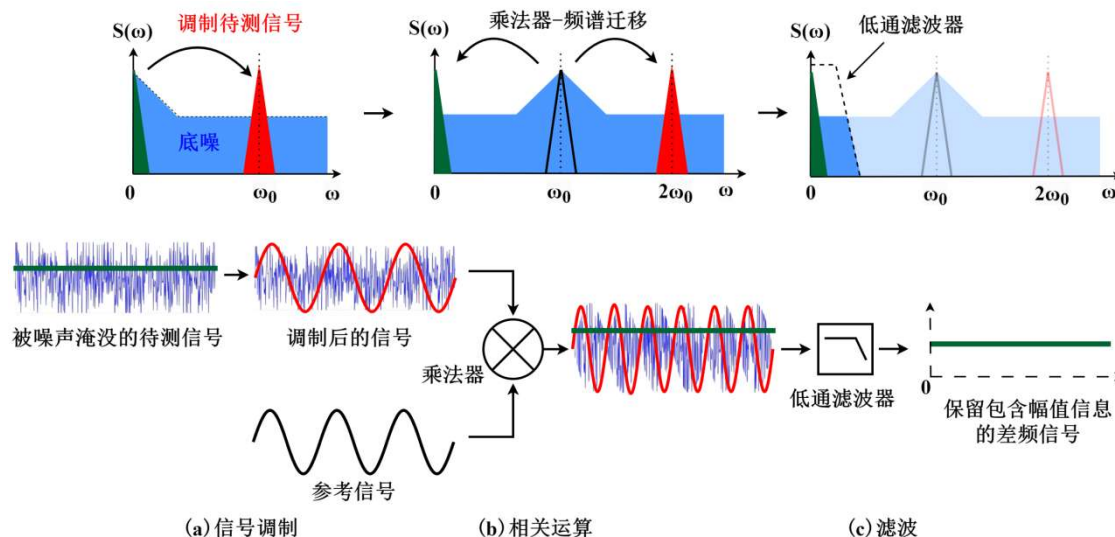 S(ω)
调制待测信号
底噪
0
ω₀
ω
S(ω)
乘法器-频谱迁移
0
ω₀
2ω₀
ω
S(ω)
低通滤波器
0
ω₀
2ω₀
ω
被噪声淹没的待测信号
调制后的信号
乘法器
参考信号
低通滤波器
0
保留包含幅值信息
的差频信号
(a)信号调制
(b)相关运算
(c)滤波